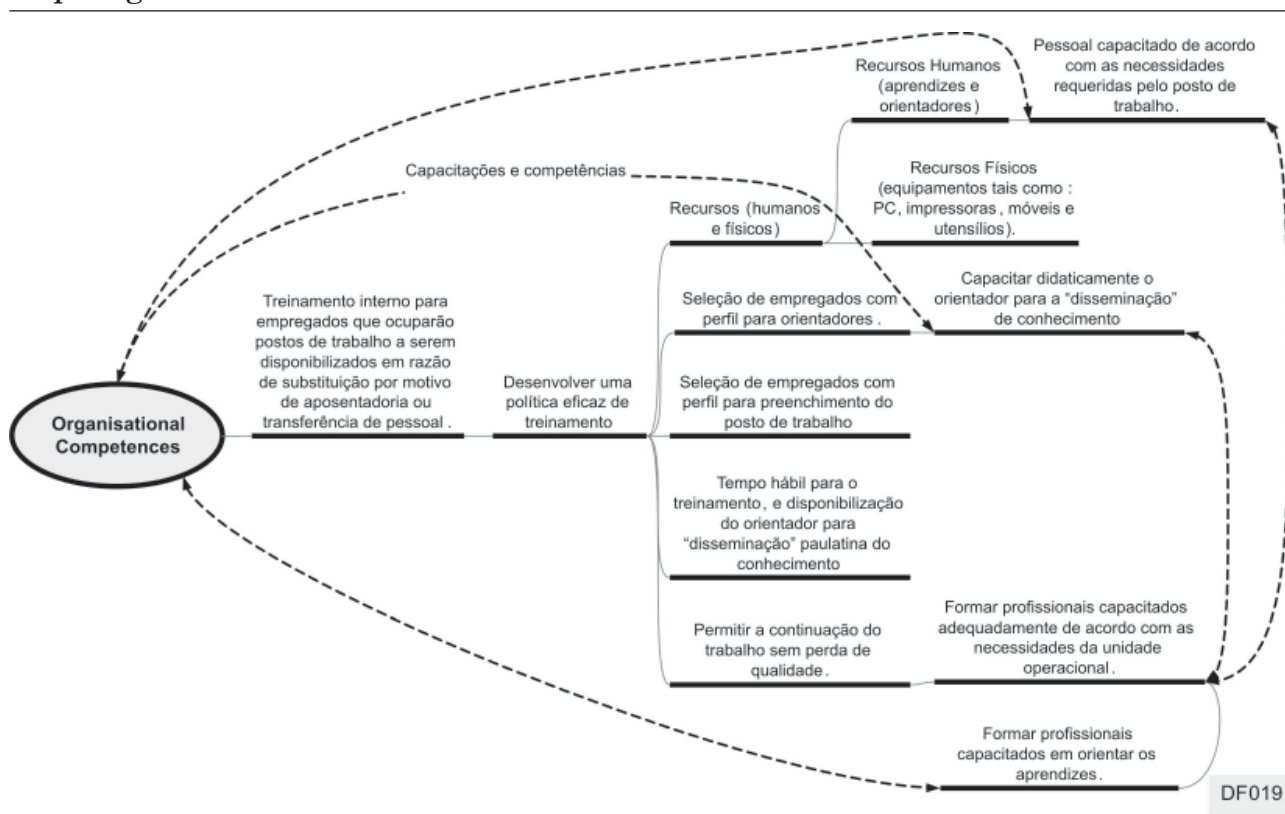 Pessoal capacitado de acordo
com as necessidades
requeridas pelo posto de
trabalho.
Recursos Humanos
(aprendizes e
orientadores)
Capacitações e competências
Recursos Físicos
(equipamentos tais como :
PC, impressoras, móveis e
utensílios).
Recursos (humanos
e físicos)
Treinamento interno para
empregados que ocuparão
postos de trabalho a serem
disponibilizados em razão
de substituição por motivo
de aposentadoria ou
transferência de pessoal.
Seleção de empregados com
perfil para orientadores.
Capacitar didaticamente o
orientador para a “disseminação”
de conhecimento
Organisational
Competences
Desenvolver uma
política eficaz de
treinamento
Seleção de empregados com
perfil para preenchimento do
posto de trabalho
Tempo hábil para o
treinamento, e disponibilização
do orientador para
“disseminação” paulatina do
conhecimento
Permitir a continuação do
trabalho sem perda de
qualidade.
Formar profissionais capacitados
adequadamente de acordo com as
necessidades da unidade
operacional.
Formar profissionais
capacitados em orientar os
aprendizes.
DF019